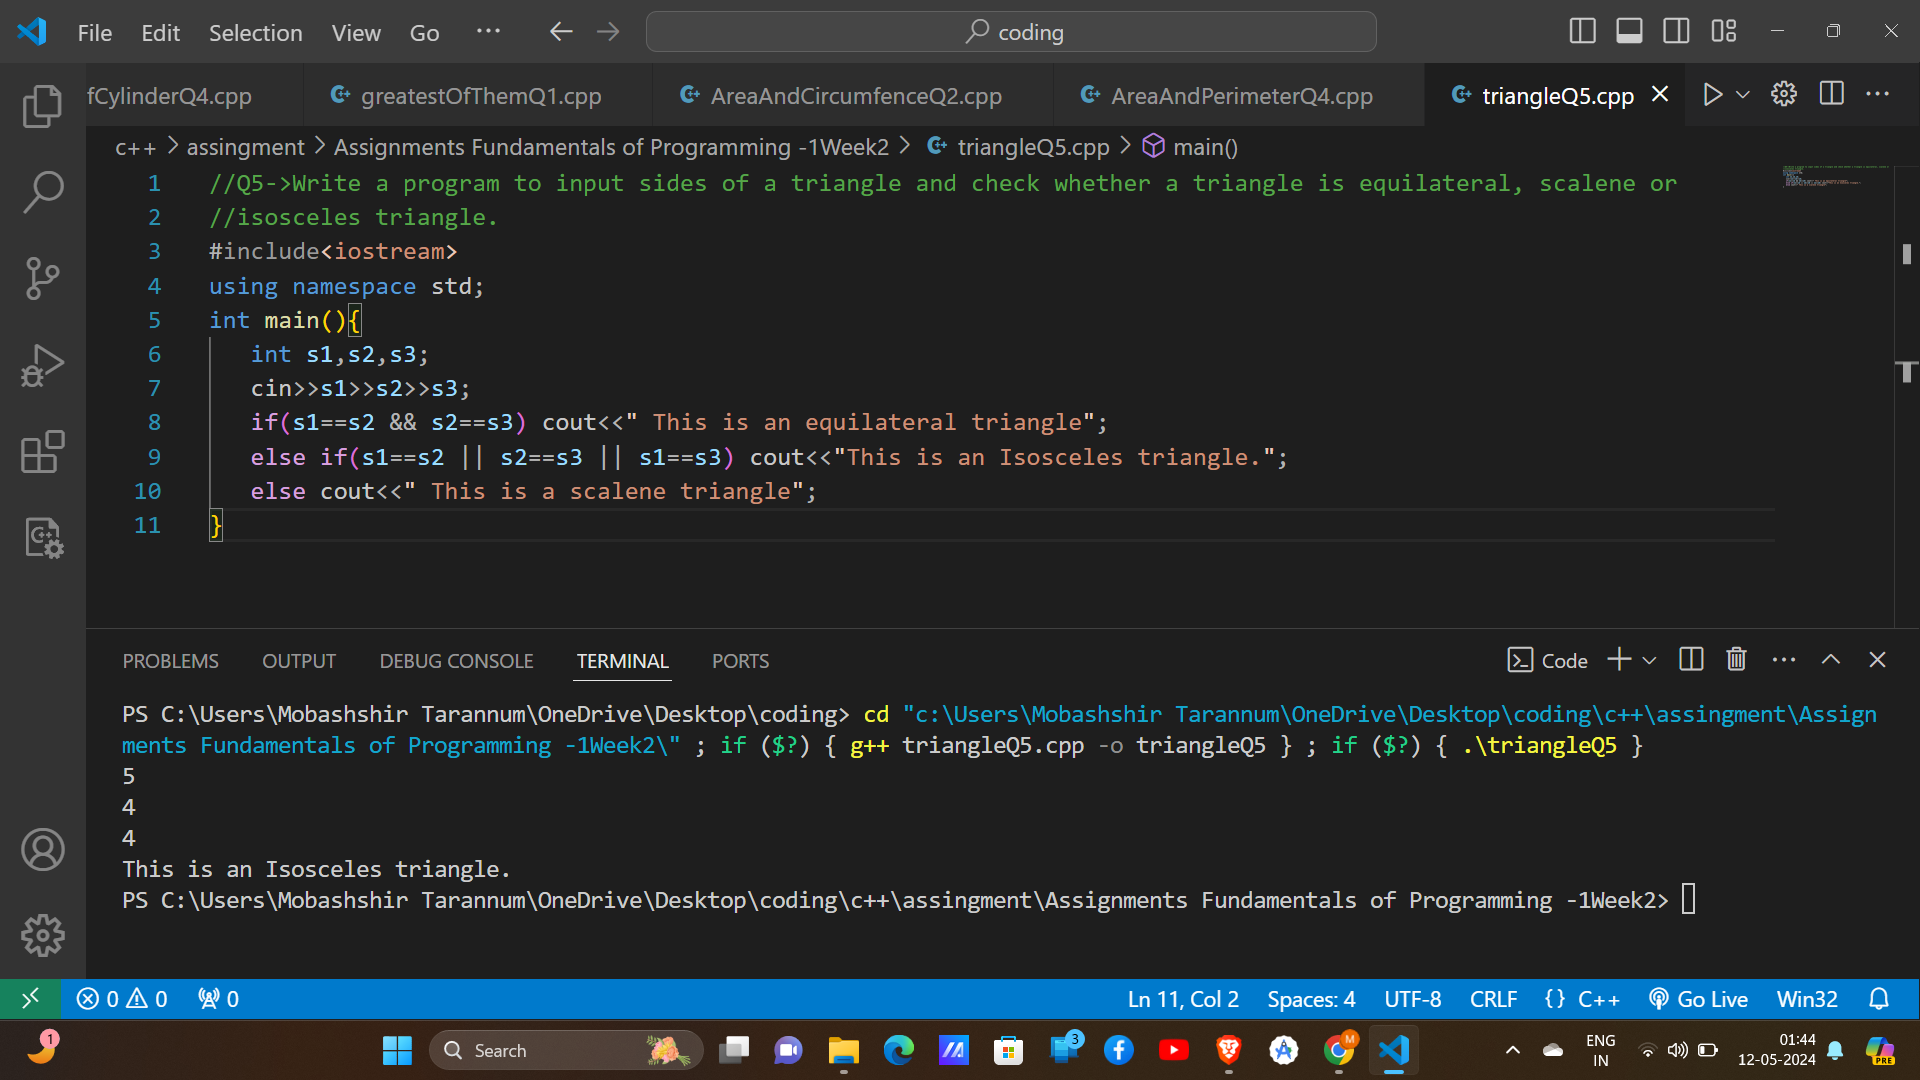 File Edit Selection View Go ··· coding
fCylinderQ4.cpp greatestOfThemQ1.cpp AreaAndCircumfenceQ2.cpp AreaAndPerimeterQ4.cpp triangleQ5.cpp
c++ > assingment > Assignments Fundamentals of Programming -1Week2 > triangleQ5.cpp > main()
1 //Q5->Write a program to input sides of a triangle and check whether a triangle is equilateral, scalene or
2 //isosceles triangle.
3 #include<iostream>
4 using namespace std;
5 int main(){
6 int s1,s2,s3;
7 cin>>s1>>s2>>s3;
8 if(s1==s2 && s2==s3) cout<<" This is an equilateral triangle";
9 else if(s1==s2 || s2==s3 || s1==s3) cout<<"This is an Isosceles triangle.";
10 else cout<<" This is a scalene triangle";
11 }
PROBLEMS OUTPUT DEBUG CONSOLE TERMINAL PORTS Code
PS C:\Users\Mobashshir Tarannum\OneDrive\Desktop\coding> cd "c:\Users\Mobashshir Tarannum\OneDrive\Desktop\coding\c++\assingment\Assign
ments Fundamentals of Programming -1Week2\" ; if ($?) { g++ triangleQ5.cpp -o triangleQ5 } ; if ($?) { .\triangleQ5 }
5
4
4
This is an Isosceles triangle.
PS C:\Users\Mobashshir Tarannum\OneDrive\Desktop\coding\c++\assingment\Assignments Fundamentals of Programming -1Week2>
0 0 0 Ln 11, Col 2 Spaces: 4 UTF-8 CRLF {} C++ Go Live Win32
1 Search 3 M ENG 01:44 PRE
IN 12-05-2024